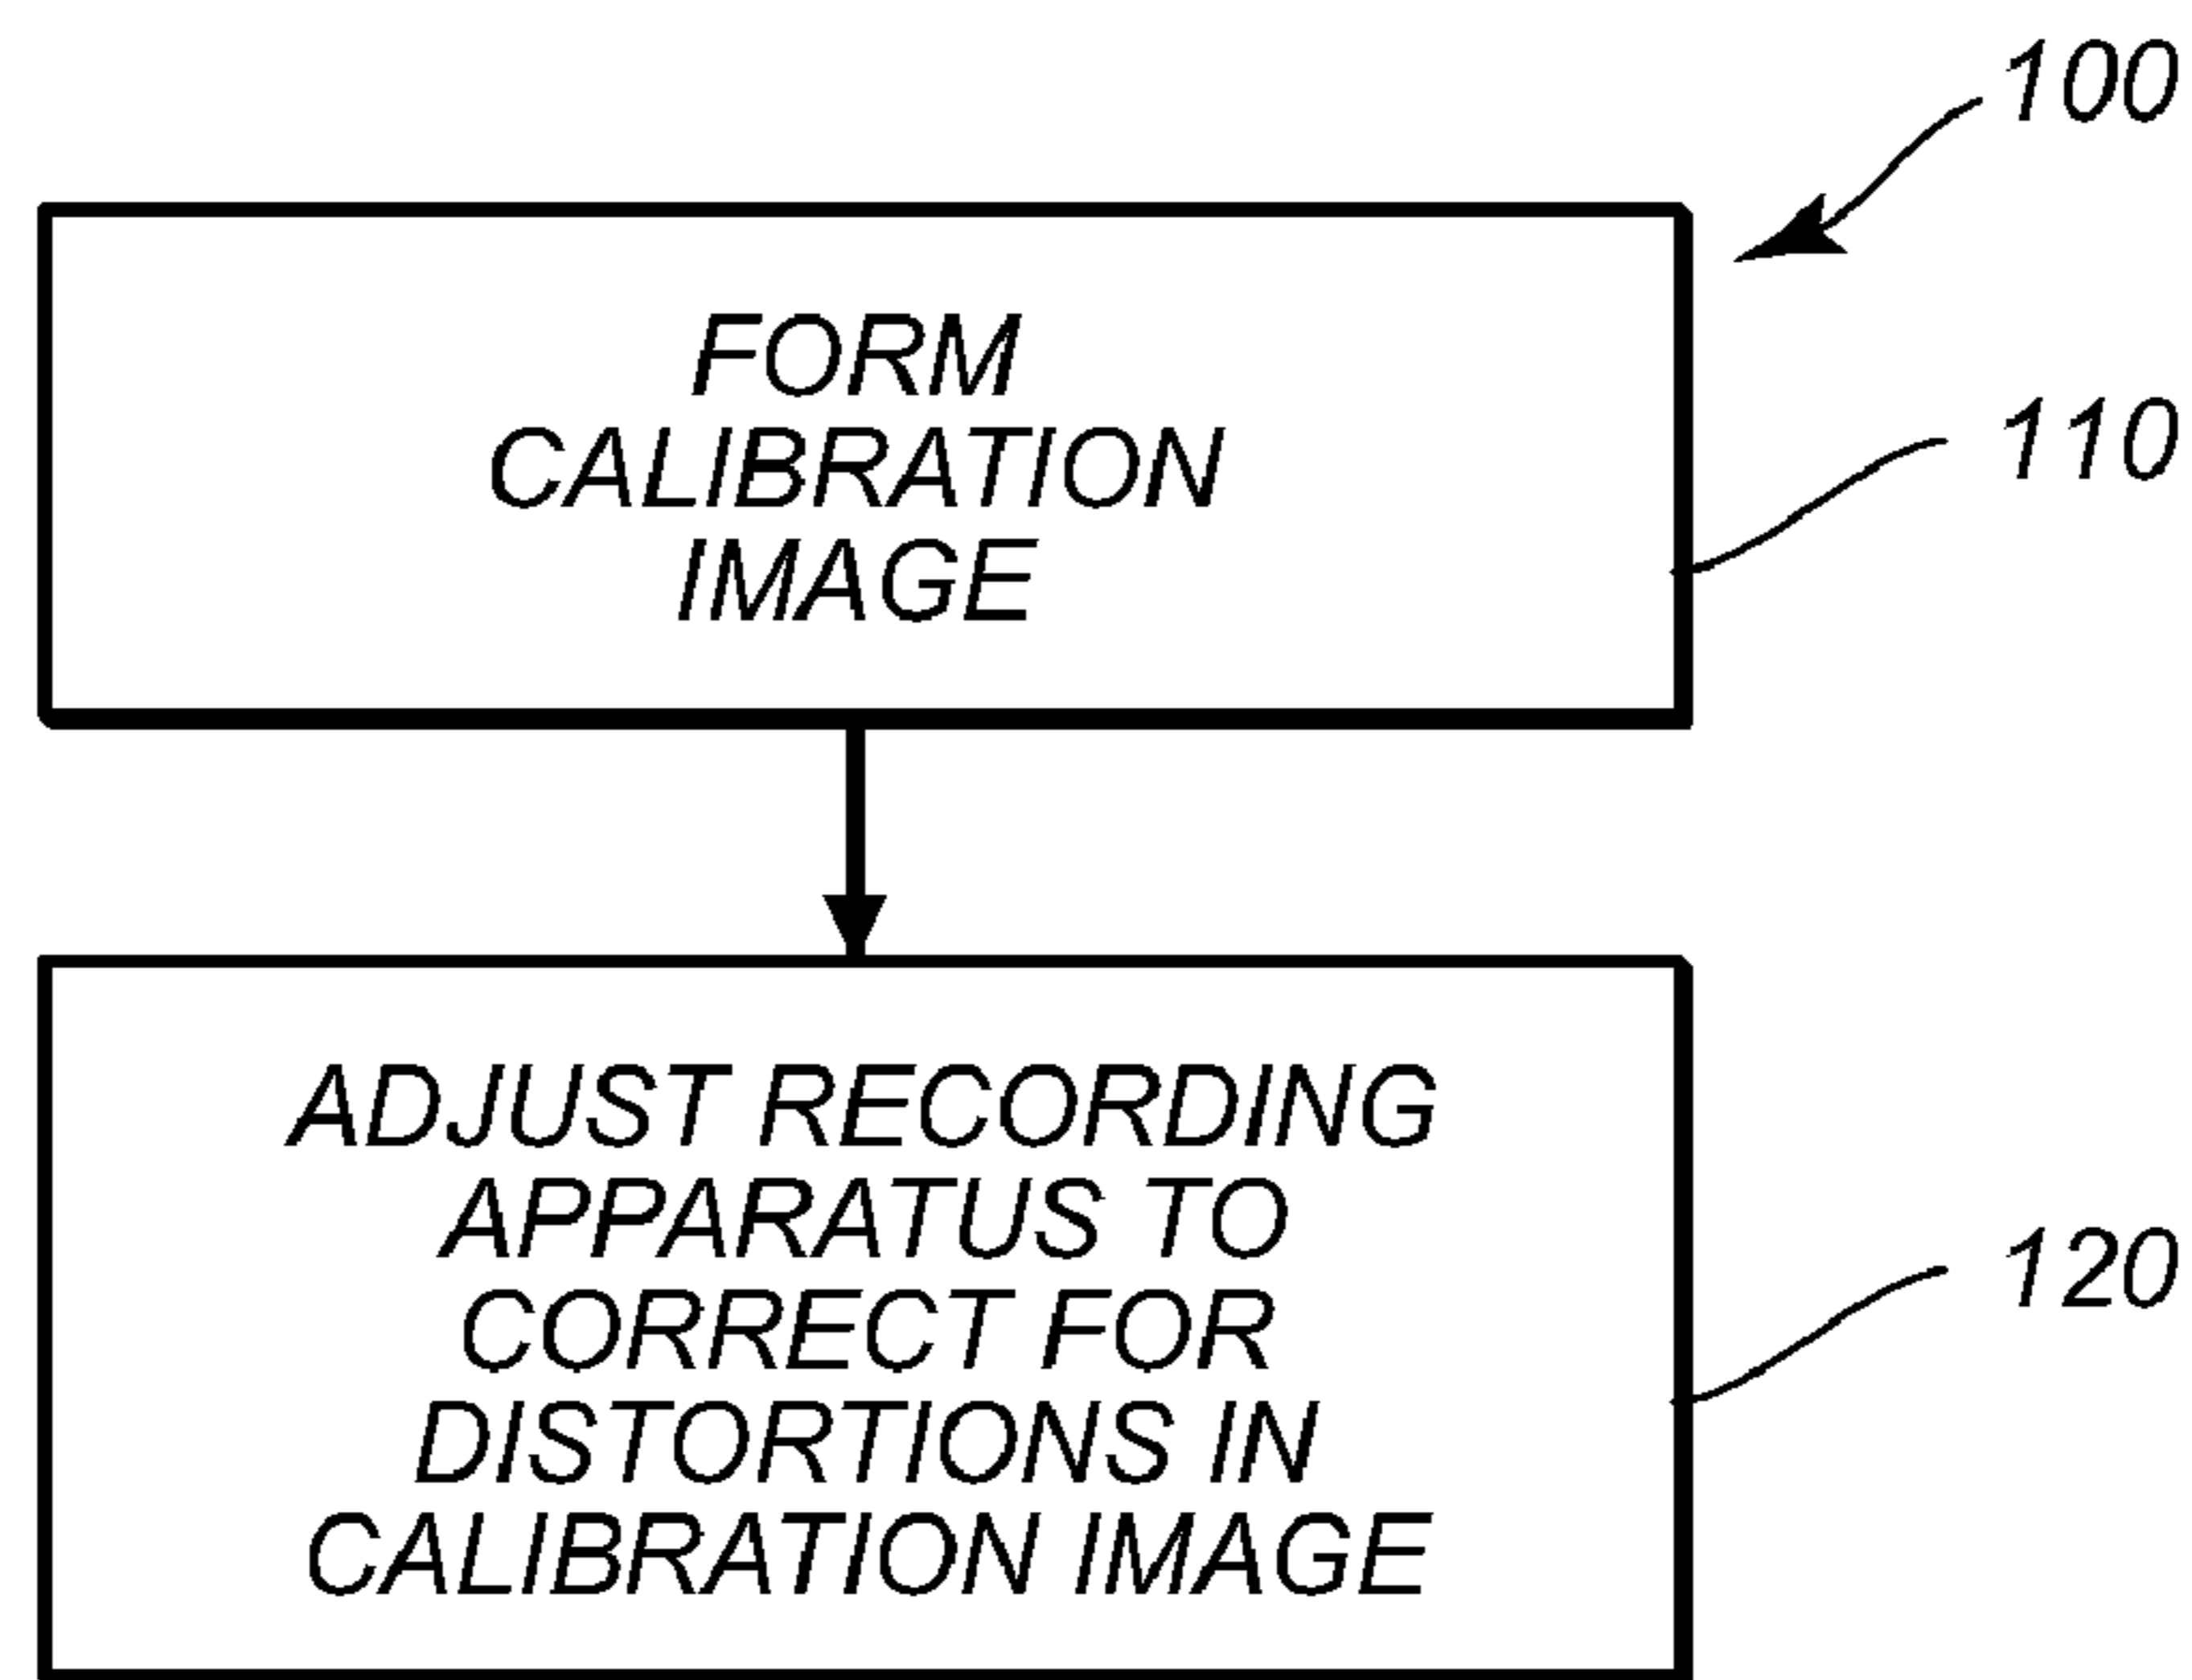 100
FORM
CALIBRATION
IMAGE
110
ADJUST RECORDING
APPARATUS TO
CORRECT FOR
DISTORTIONS IN
CALIBRATION IMAGE
120